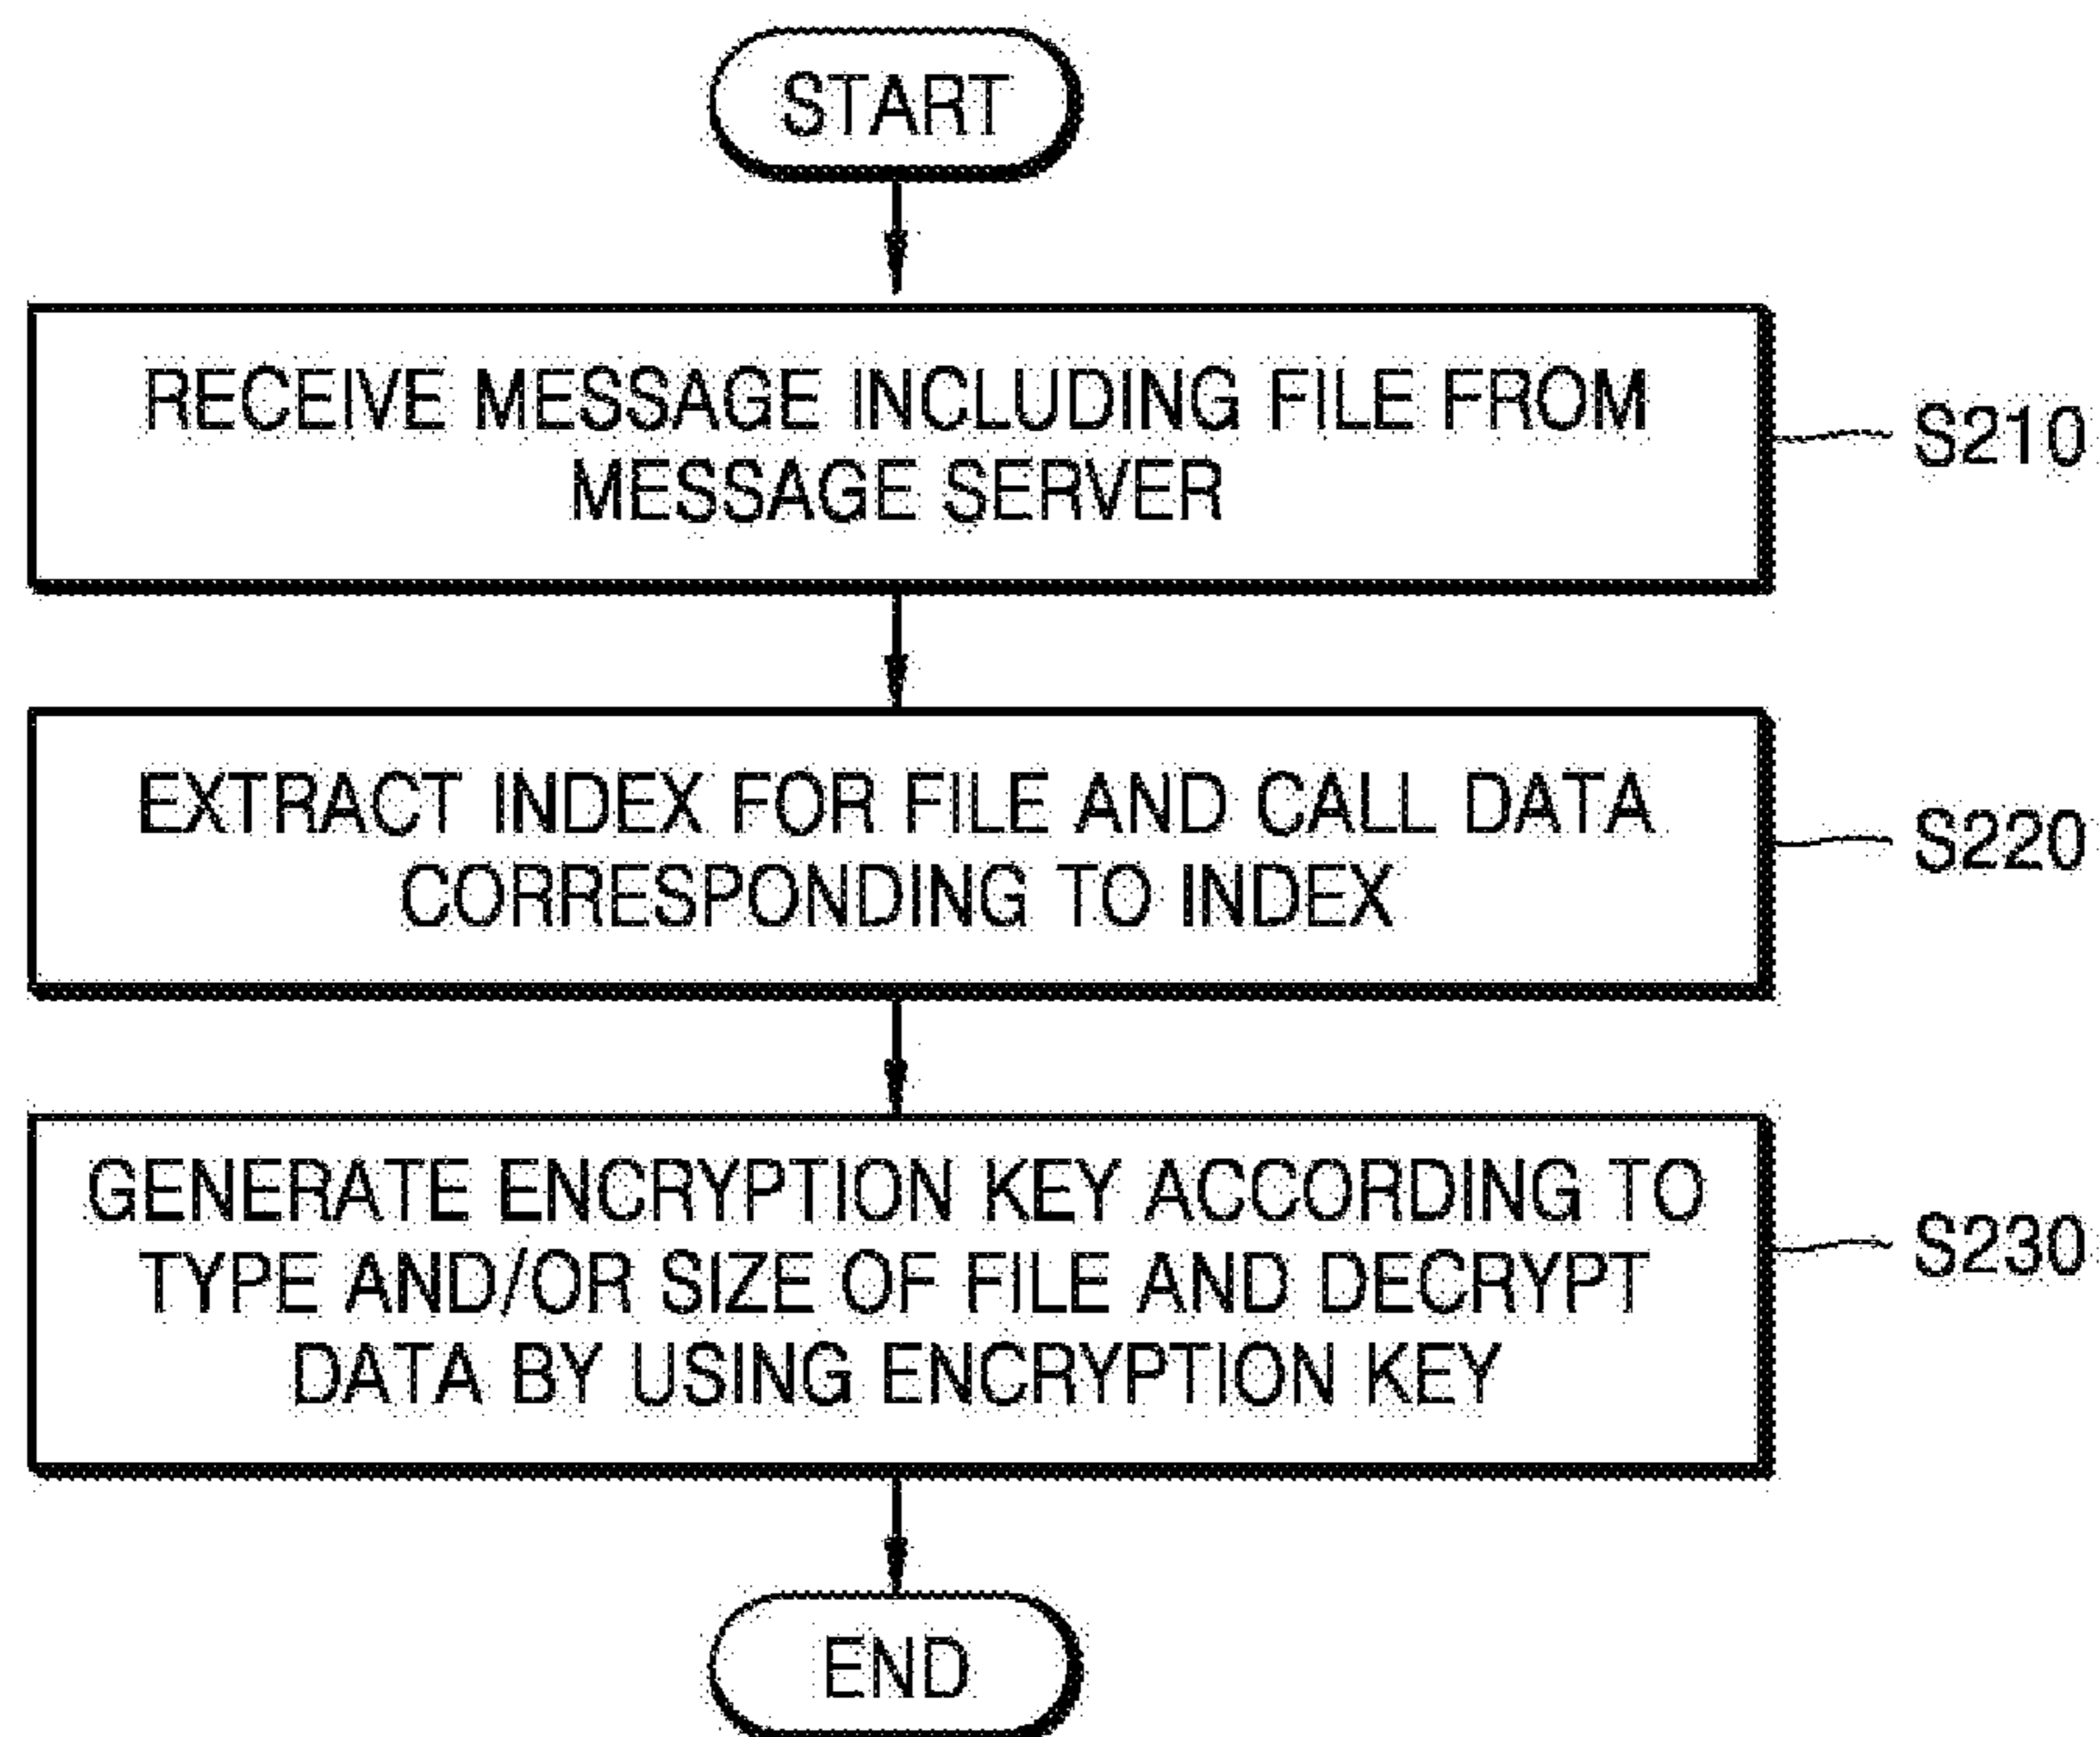 START
RECEIVE MESSAGE INCLUDING FILE FROM
MESSAGE SERVER
S210
EXTRACT INDEX FOR FILE AND CALL DATA
CORRESPONDING TO INDEX
S220
GENERATE ENCRYPTION KEY ACCORDING TO
TYPE AND/OR SIZE OF FILE AND DECRYPT
DATA BY USING ENCRYPTION KEY
S230
END